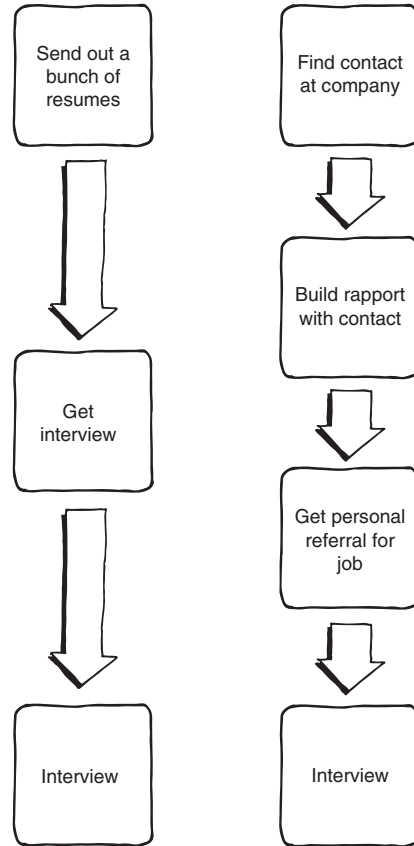 Send out a
bunch of
resumes
Get
interview
Interview
Find contact
at company
Build rapport
with contact
Get personal
referral for
job
Interview